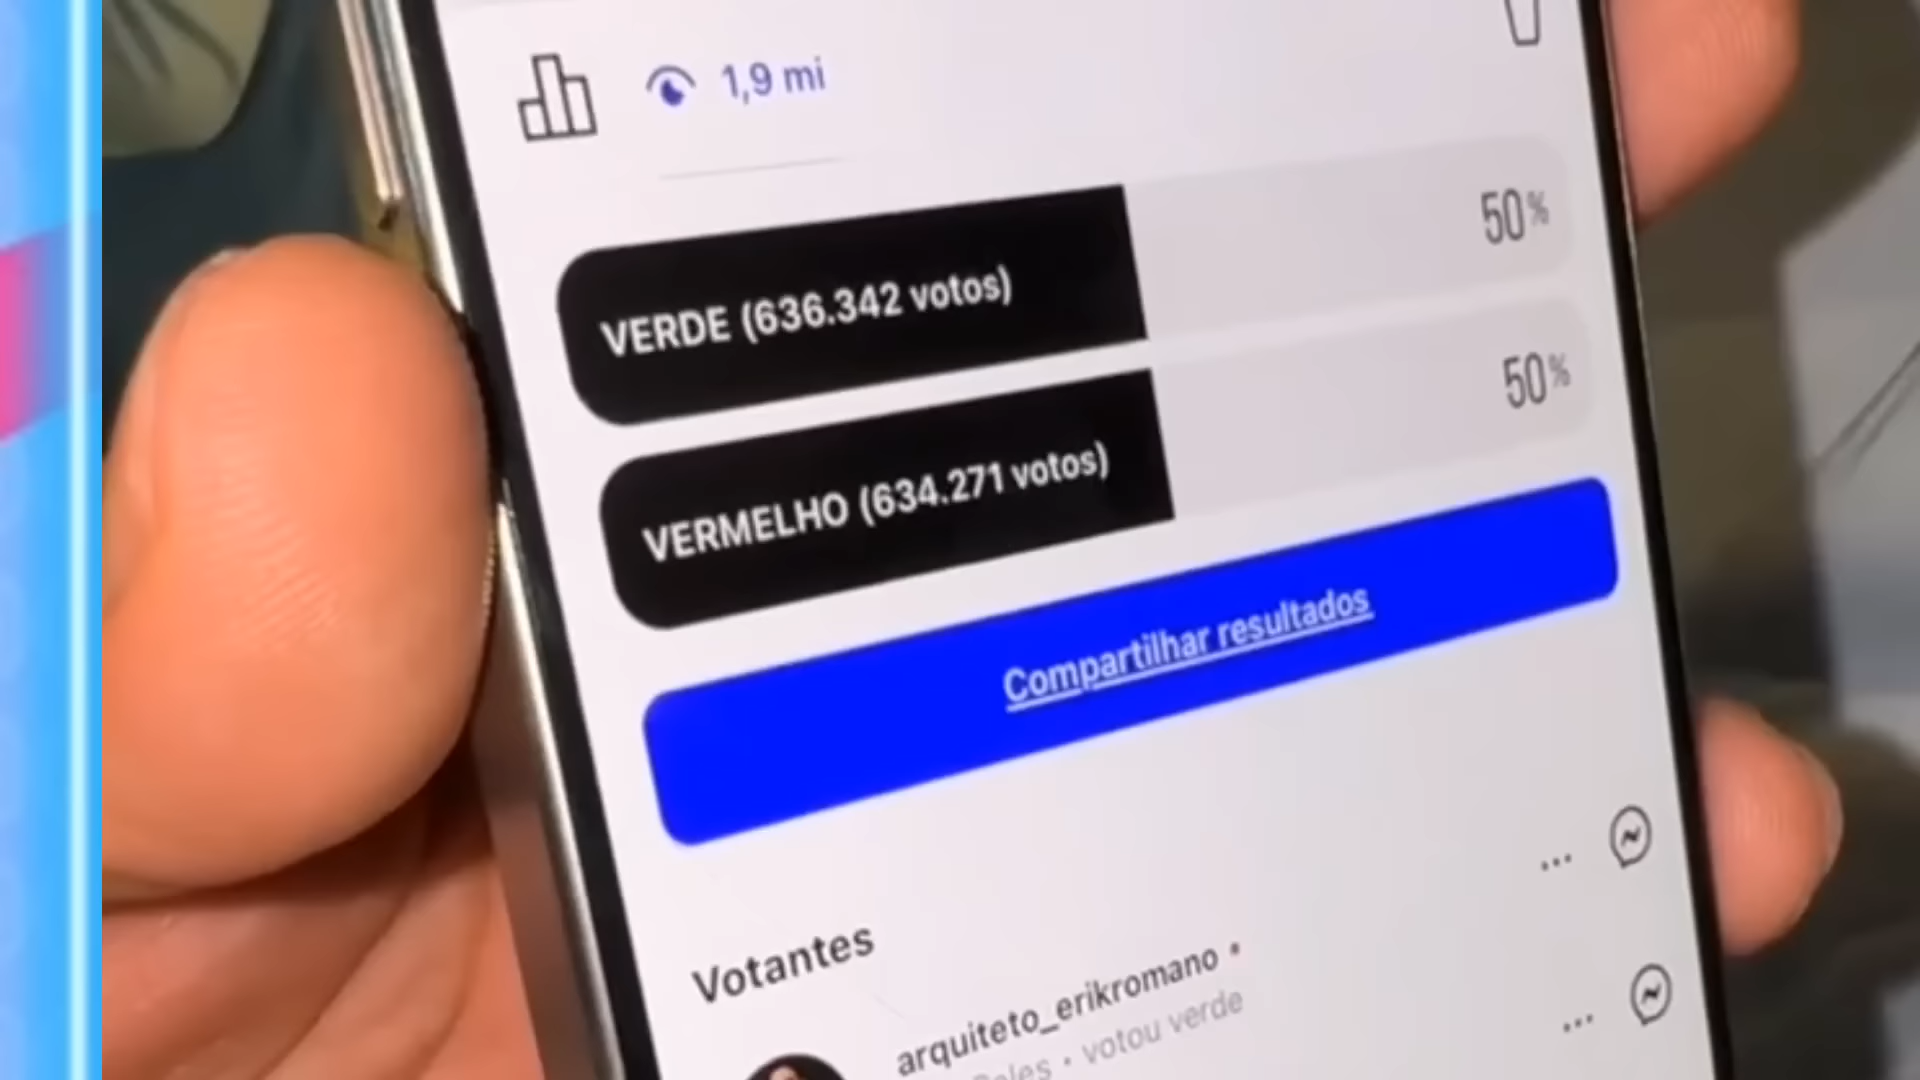 1,9 mi
VERDE (636.342 votos)
50%
VERMELHO (634.271 votos)
50%
Compartilhar resultados
Votantes
arquiteto_erikromano •
• votou verde